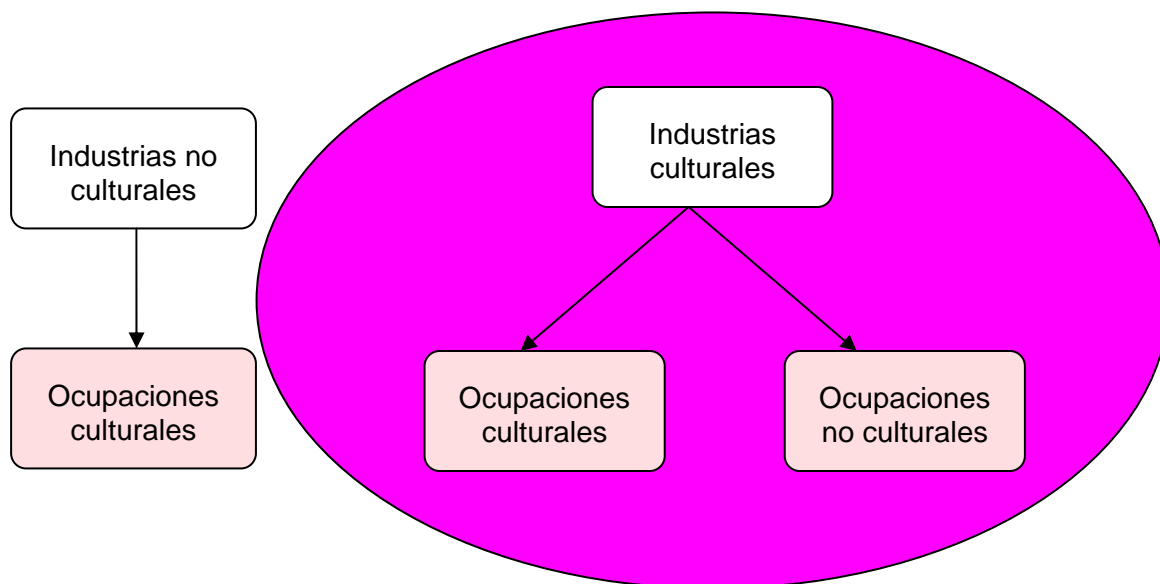 Industrias no
culturales
Industrias
culturales
Ocupaciones
culturales
Ocupaciones
culturales
Ocupaciones
no culturales